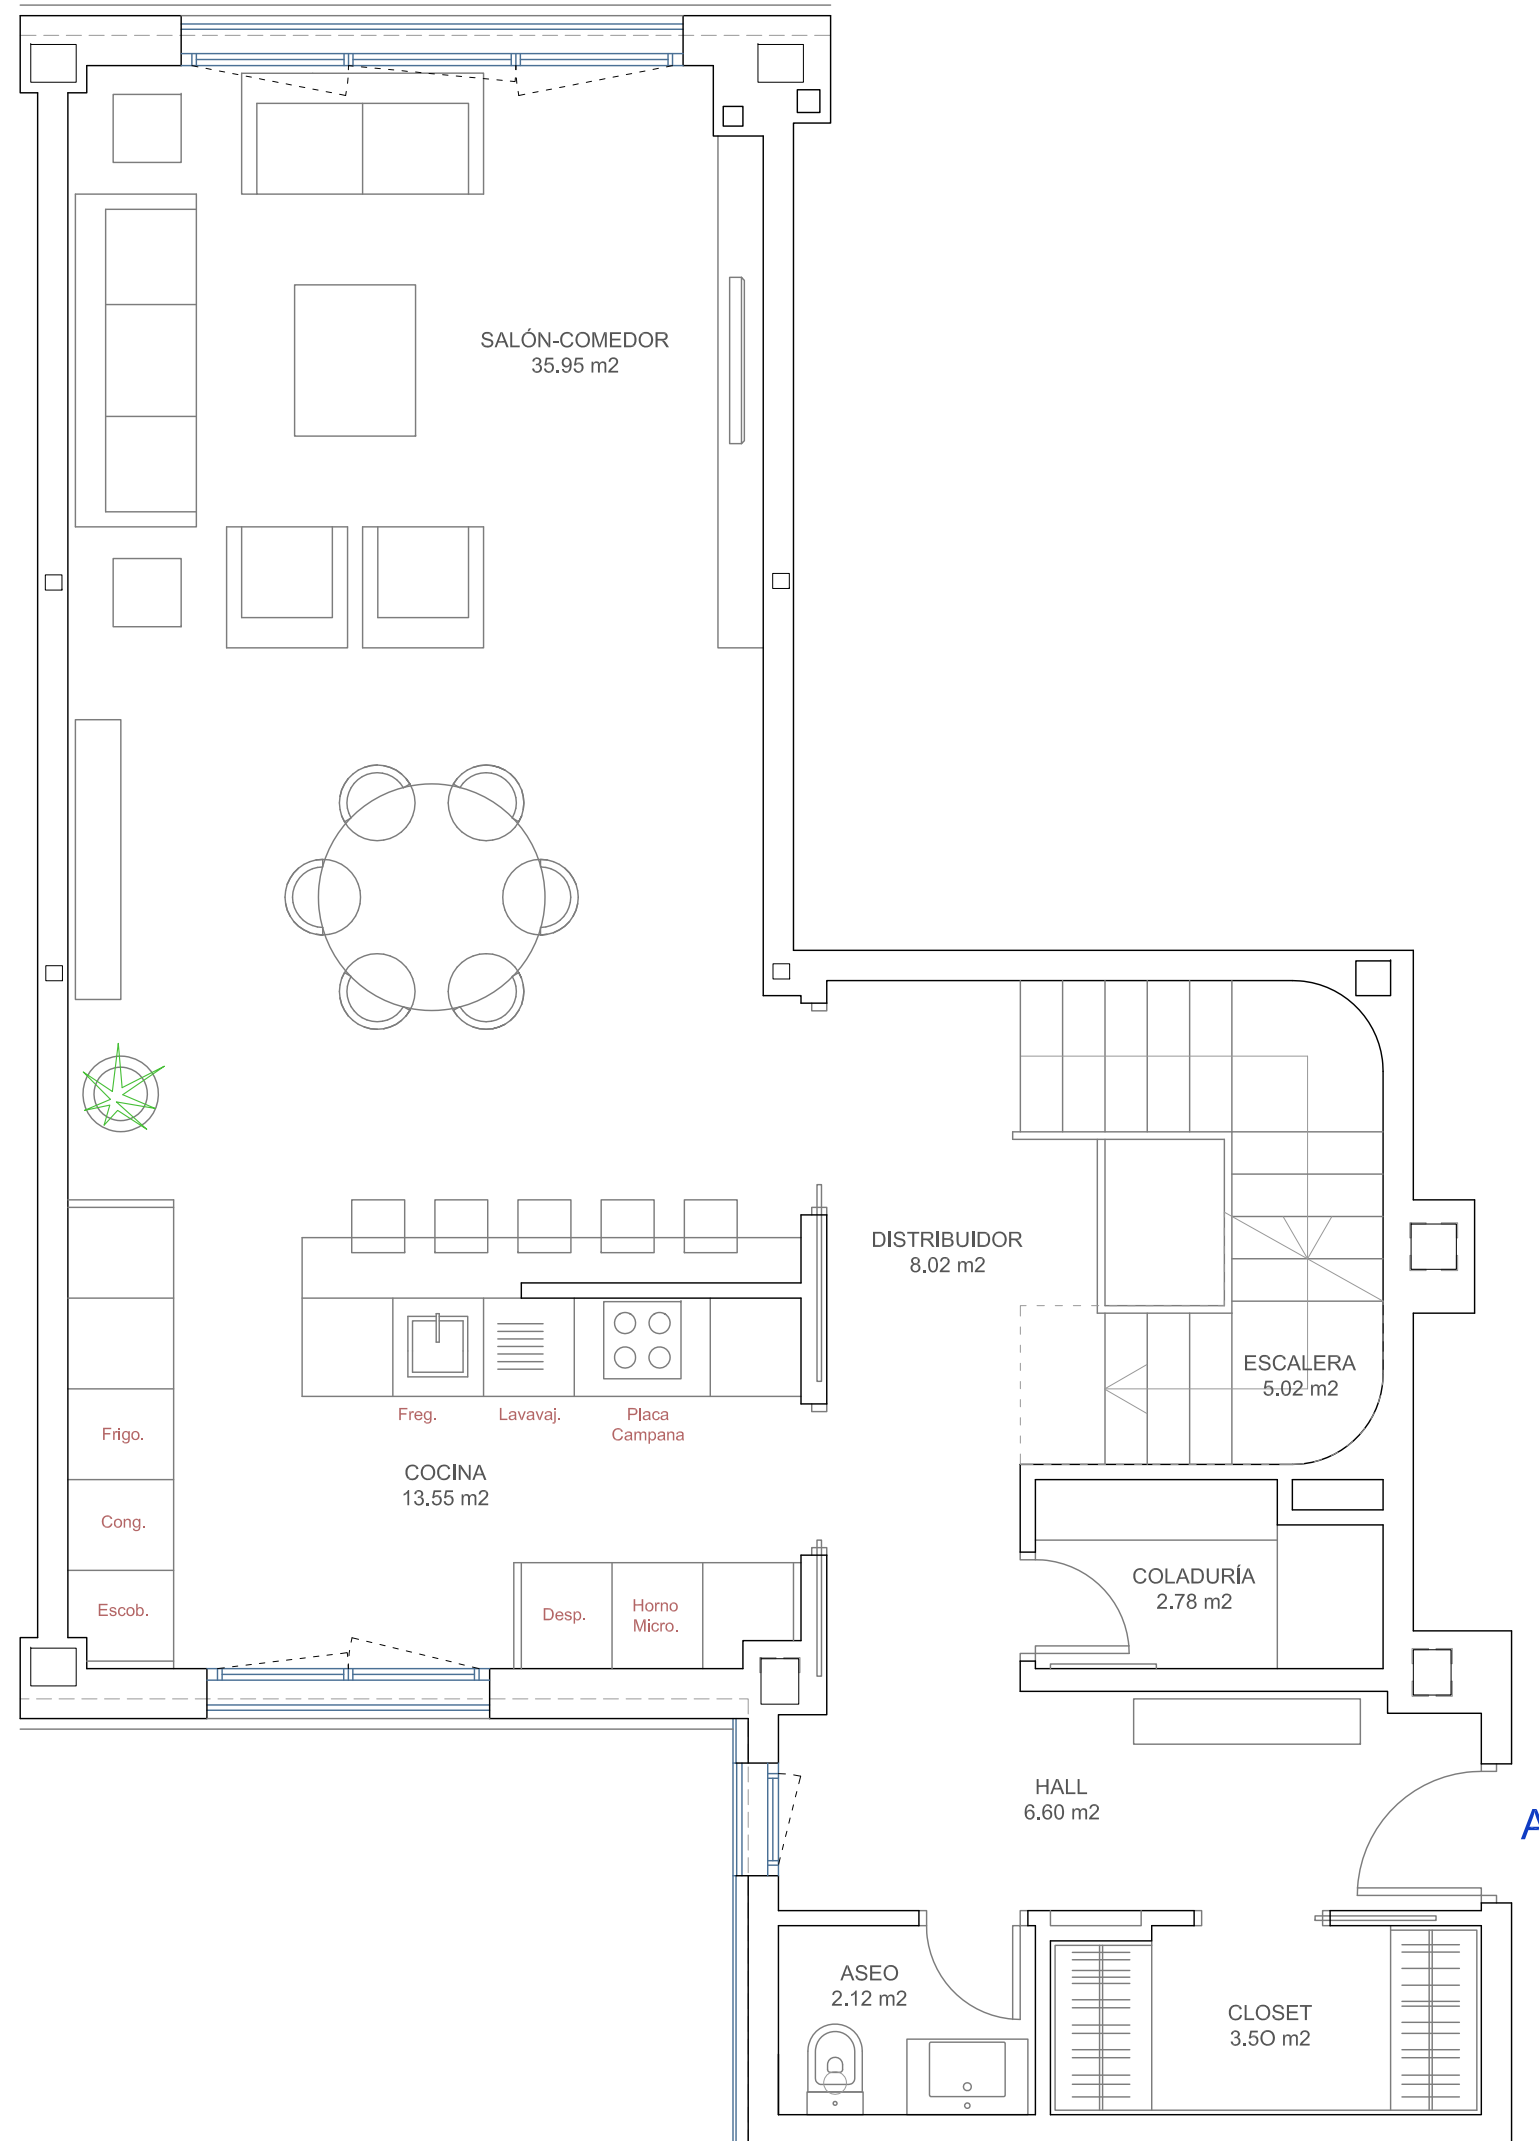 SALÓN-COMEDOR
35.95 m2
DISTRIBUIDOR
8.02 m2
ESCALERA
5.02 m2
Freg.
Lavavaj.
Placa
Campana
Frigo.
COCINA
13.55 m2
Cong.
Escob.
Desp.
Horno
Micro.
COLADURÍA
2.78 m2
HALL
6.60 m2
A
ASEO
2.12 m2
CLOSET
3.5O m2